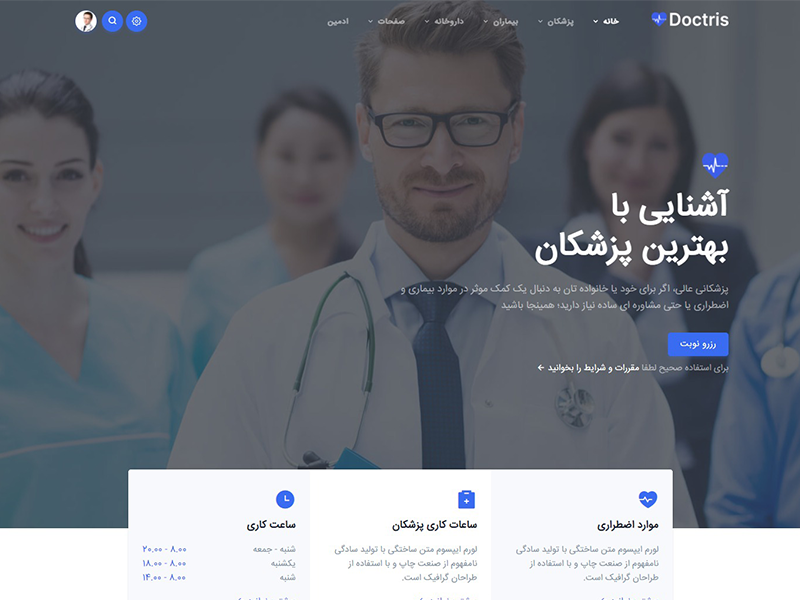 Doctris
خانه
پزشکان
بیماران
داروخانه
صفحات
ادمین
آشنایی با
بهترین پزشکان
پزشکانی عالی، اگر برای خود یا خانواده تان به دنبال یک کمک موثر در موارد بیماری و
اضطراری یا حتی مشاوره ای ساده نیاز دارید؛ همینجا باشید
رزرو نوبت
برای استفاده صحیح لطفا مقررات و شرایط را بخوانید ←
موارد اضطراری
لورم ایپسوم متن ساختگی با تولید سادگی
نامفهوم از صنعت چاپ و با استفاده از
طراحان گرافیک است.
ساعات کاری پزشکان
لورم ایپسوم متن ساختگی با تولید سادگی
نامفهوم از صنعت چاپ و با استفاده از
طراحان گرافیک است.
ساعت کاری
شنبه - جمعه ۸.۰۰ - ۲۰.۰۰
یکشنبه ۸.۰۰ - ۱۸.۰۰
شنبه ۸.۰۰ - ۱۴.۰۰